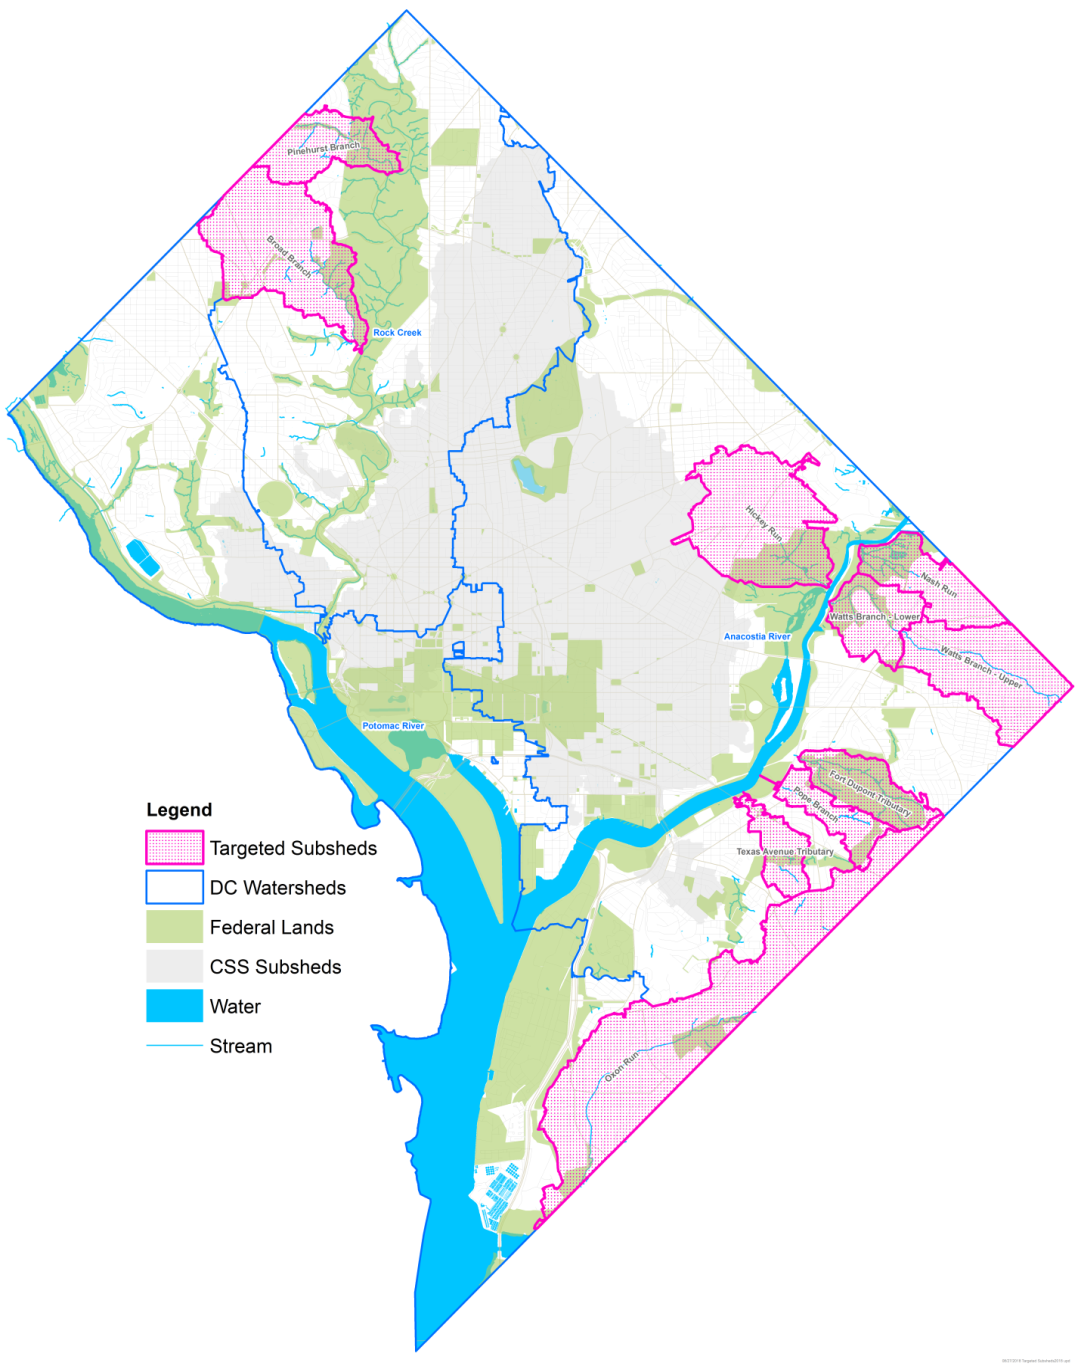 Pinehurst Branch
Broad Branch
Rock Creek
Hickey Run
Nash Run
Watts Branch - Lower
Anacostia River
Watts Branch - Upper
Potomac River
Fort Dupont Tributary
Pope Branch
Texas Avenue Tributary
Oxon Run
Legend
Targeted Subsheds
DC Watersheds
Federal Lands
CSS Subsheds
Water
Stream